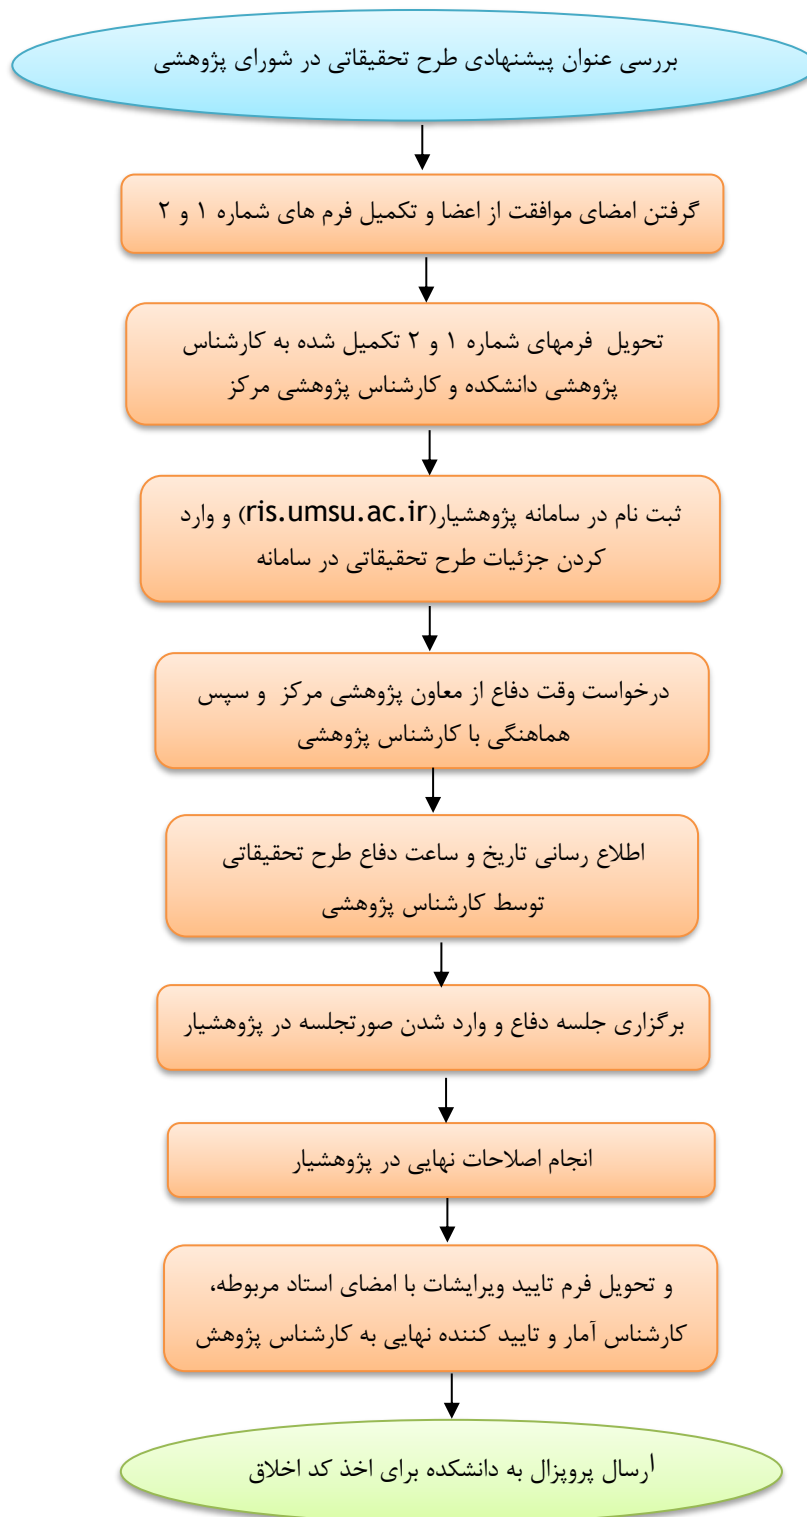 بررسی عنوان پیشنهادی طرح تحقیقاتی در شورای پژوهشی
گرفتن امضای موافقت از اعضا و تکمیل فرم های شماره ۱ و ۲
تحویل فرمهای شماره ۱ و ۲ تکمیل شده به کارشناس
پژوهشی دانشکده و کارشناس پژوهشی مرکز
ثبت نام در سامانه پژوهشیار(ris.umsu.ac.ir) و وارد
کردن جزئیات طرح تحقیقاتی در سامانه
درخواست وقت دفاع از معاون پژوهشی مرکز و سپس
هماهنگی با کارشناس پژوهشی
اطلاع رسانی تاریخ و ساعت دفاع طرح تحقیقاتی
توسط کارشناس پژوهشی
برگزاری جلسه دفاع و وارد شدن صورتجلسه در پژوهشیار
انجام اصلاحات نهایی در پژوهشیار
و تحویل فرم تایید ویرایشات با امضای استاد مربوطه،
کارشناس آمار و تایید کننده نهایی به کارشناس پژوهش
ارسال پروپزال به دانشکده برای اخذ کد اخلاق